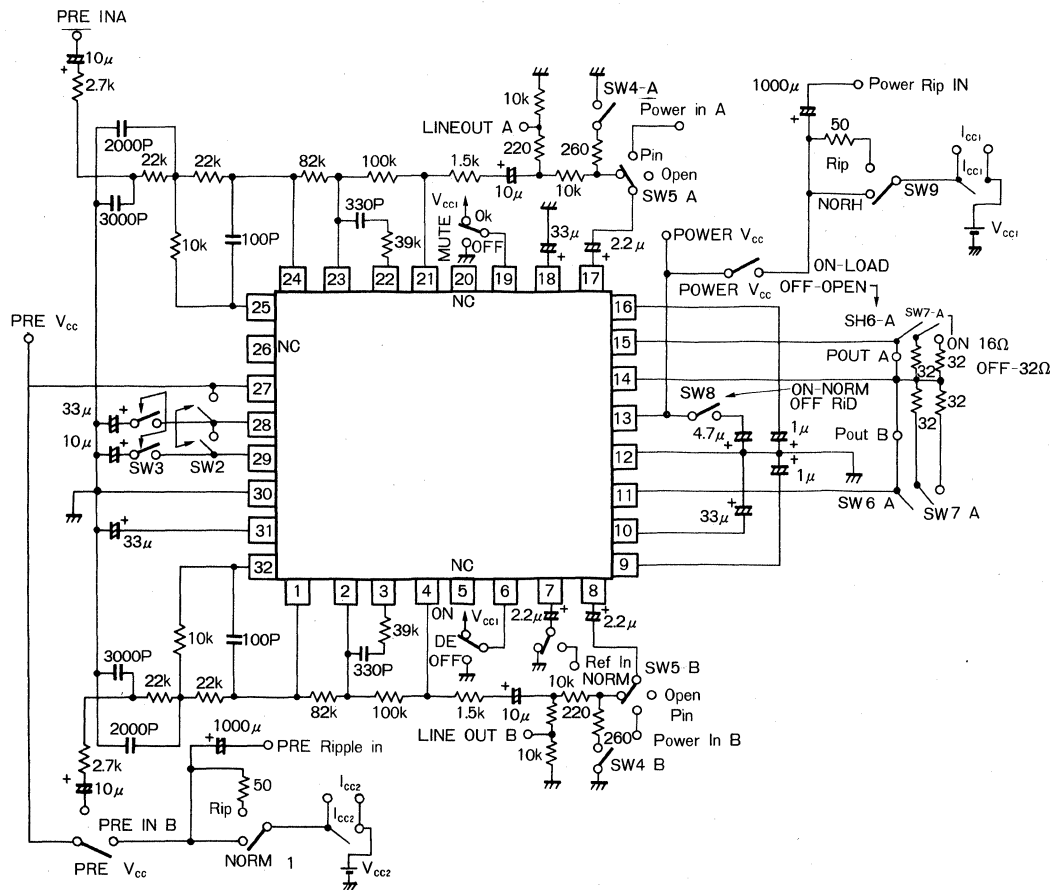 PRE INA
10μ
+
2.7k
2000P
22k
22k
3000P
10k
100P
82k
100k
330P
39k
1.5k
+
10μ
LINEOUT A
10k
220
10k
260
SW4-A
Power in A
Pin
Open
SW5 A
MUTE
Vcc1
Ok
OFF
33μ
+
2.2μ
+
1000μ
+
Power Rip IN
50
Rip
NORH
SW9
Icc1
Icc1
Vcc1
POWER Vcc
POWER Vcc
ON-LOAD
OFF-OPEN
24
23
22
21
20
19
18
17
NC
25
26
NC
27
28
29
30
31
32
16
15
14
13
12
11
10
9
SH6-A
SW7-A
ON 16Ω
OFF-32Ω
POUT A
32
32
32
32
Pout B
SW6 A
SW7 A
SW8
ON-NORM
OFF RiD
4.7μ
+
1μ
+
+
1μ
33μ
+
PRE Vcc
33μ
+
10μ
+
SW3
SW2
+
33μ
NC
1
2
3
4
5
6
7
8
10k
100P
3000P
22k
22k
2000P
2.7k
+
10μ
PRE IN B
39k
330P
82k
100k
1.5k
+
10μ
ON
Vcc1
DE
OFF
2.2μ
+
+
2.2μ
Ref In
NORM
SW5 B
Open
Pin
10k
220
LINE OUT B
10k
260
SW4 B
Power In B
1000μ
+
PRE Ripple in
50
Rip
NORM 1
Icc2
Icc2
Vcc2
PRE Vcc